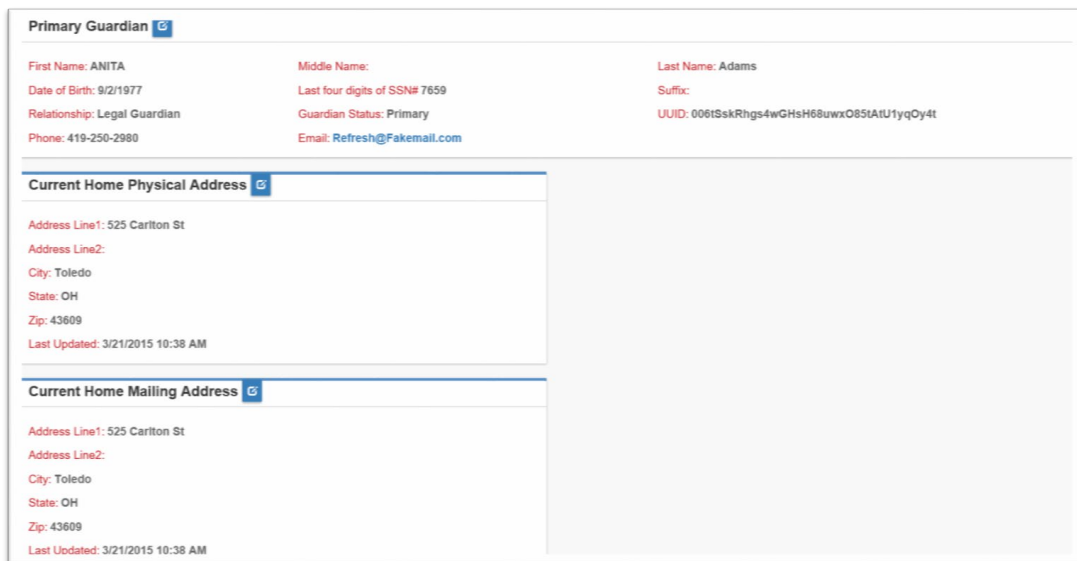 Primary Guardian
First Name: ANITA Middle Name: Last Name: Adams
Date of Birth: 9/2/1977 Last four digits of SSN# 7659 Suffix:
Relationship: Legal Guardian Guardian Status: Primary UUID: 006tSskRhgs4wGHsH68uwxO85tAtU1yqOy4t
Phone: 419-250-2980 Email: Refresh@Fakemail.com
Current Home Physical Address
Address Line1: 525 Carlton St
Address Line2:
City: Toledo
State: OH
Zip: 43609
Last Updated: 3/21/2015 10:38 AM
Current Home Mailing Address
Address Line1: 525 Carlton St
Address Line2:
City: Toledo
State: OH
Zip: 43609
Last Updated: 3/21/2015 10:38 AM